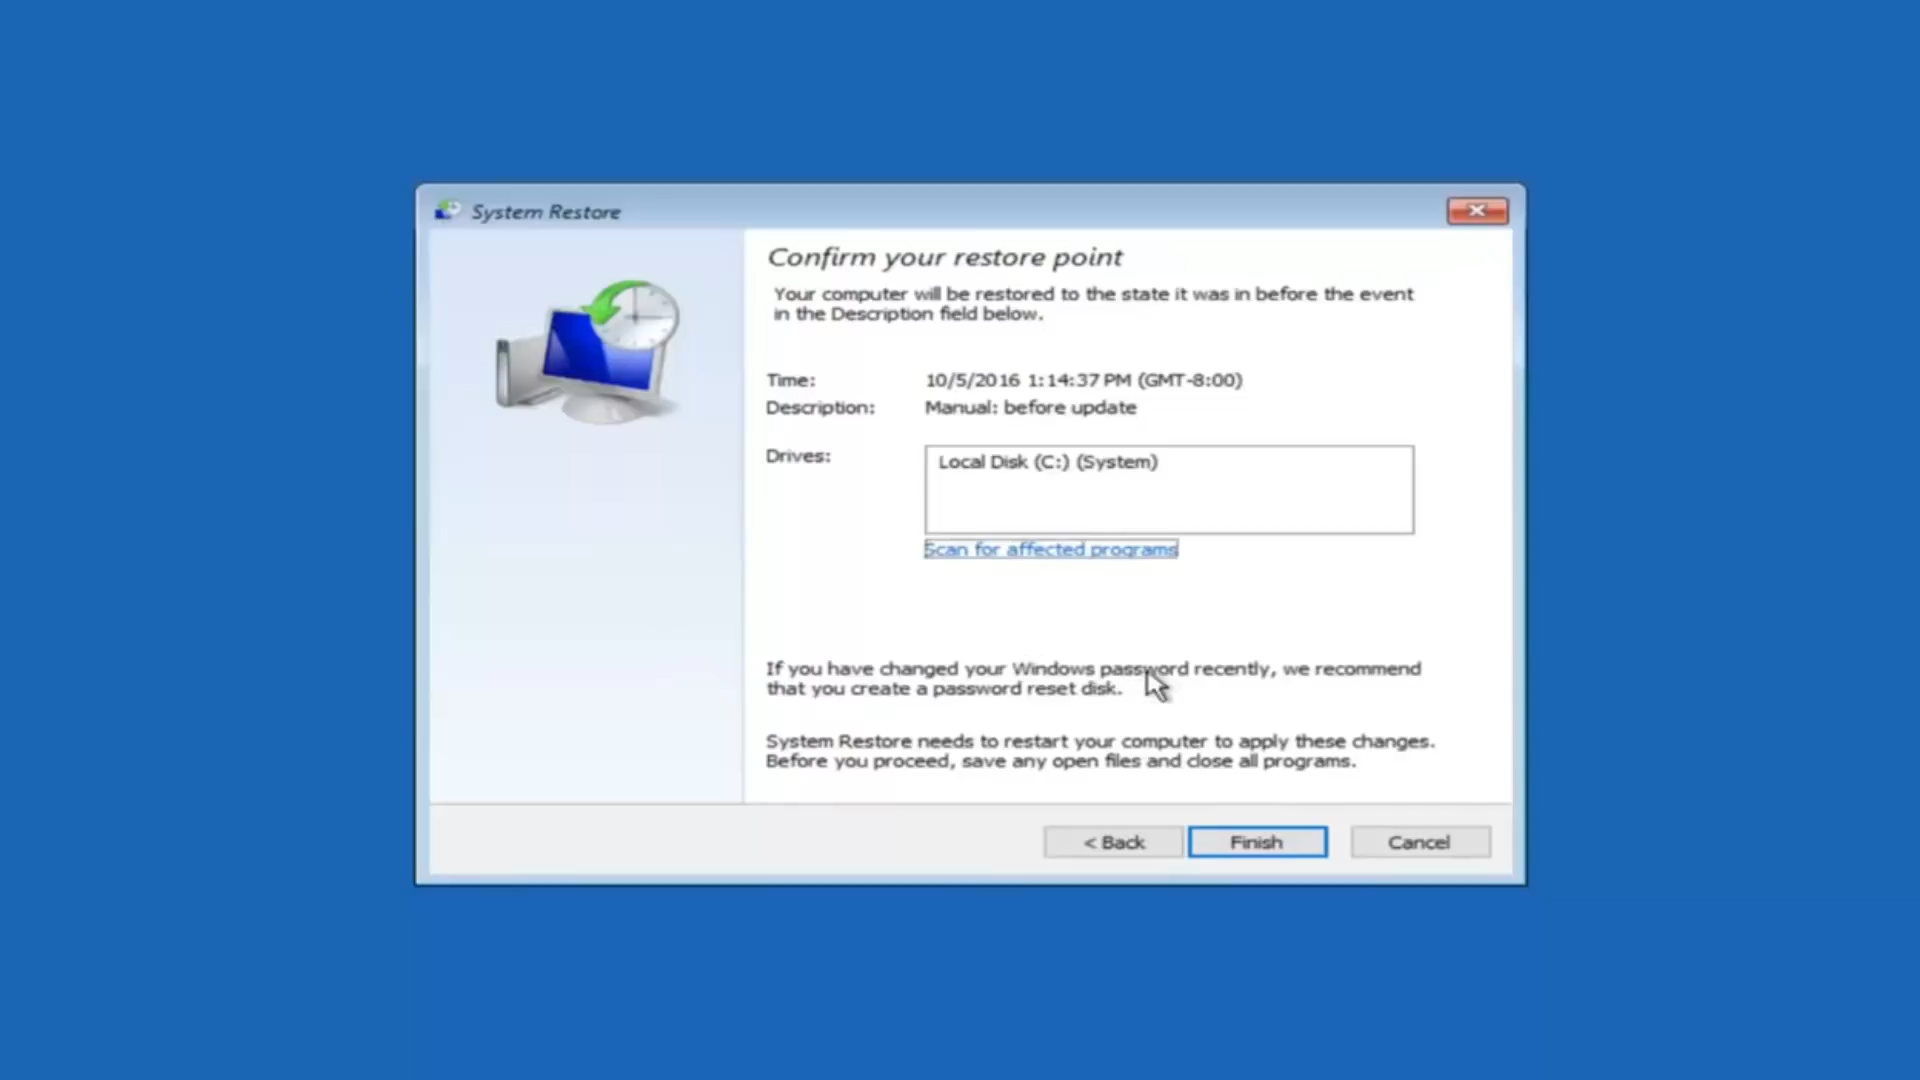 System Restore
Confirm your restore point
Your computer will be restored to the state it was in before the event
in the Description field below.
Time: 10/5/2016 1:14:37 PM (GMT-8:00)
Description: Manual: before update
Drives: Local Disk (C:) (System)
Scan for affected programs
If you have changed your Windows password recently, we recommend
that you create a password reset disk.
System Restore needs to restart your computer to apply these changes.
Before you proceed, save any open files and close all programs.
< Back Finish Cancel